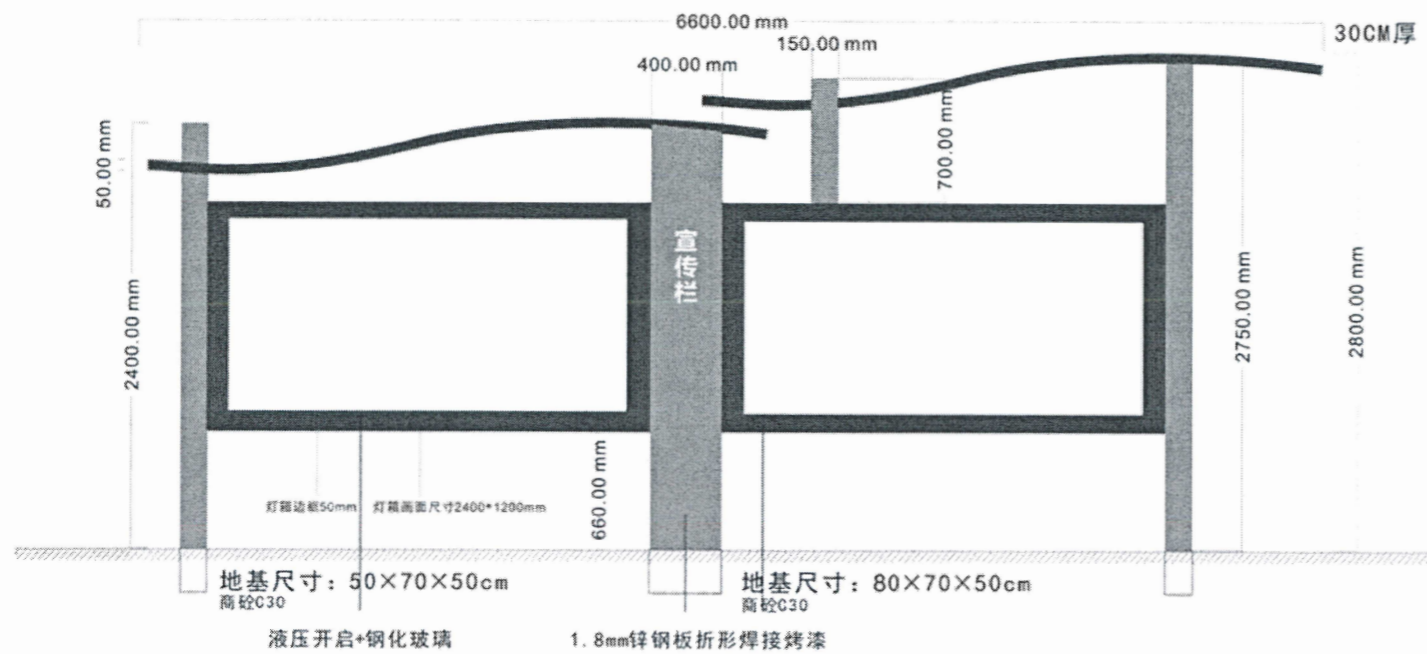 6600.00 mm
30CM厚
150.00 mm
400.00 mm
50.00 mm
700.00 mm
宣传栏
2400.00 mm
2750.00 mm
2800.00 mm
660.00 mm
灯箱边框50mm
灯箱画面尺寸2400*1200mm
地基尺寸：50×70×50cm
商砼C30
地基尺寸：80×70×50cm
商砼C30
液压开启+钢化玻璃
1.8mm锌钢板折形焊接烤漆